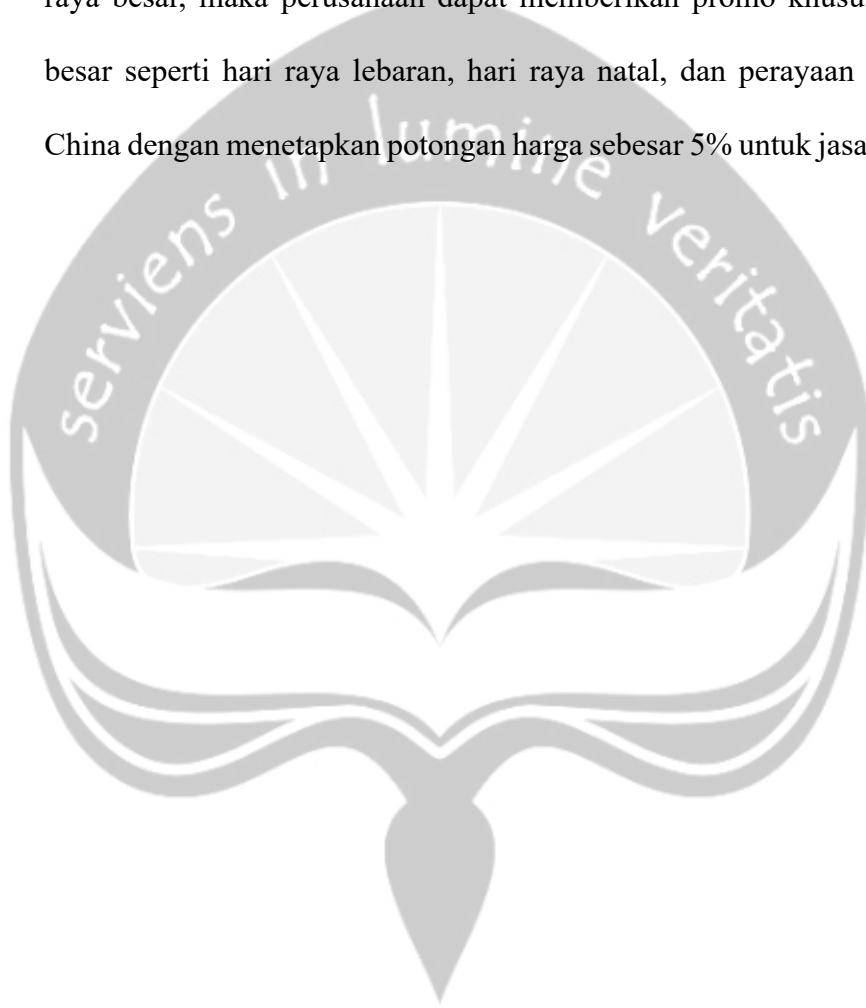 raya besar, maka perusahaan dapat memberikan promo khusu
besar seperti hari raya lebaran, hari raya natal, dan perayaan
China dengan menetapkan potongan harga sebesar 5% untuk jasa
serviens in lumine veritatis